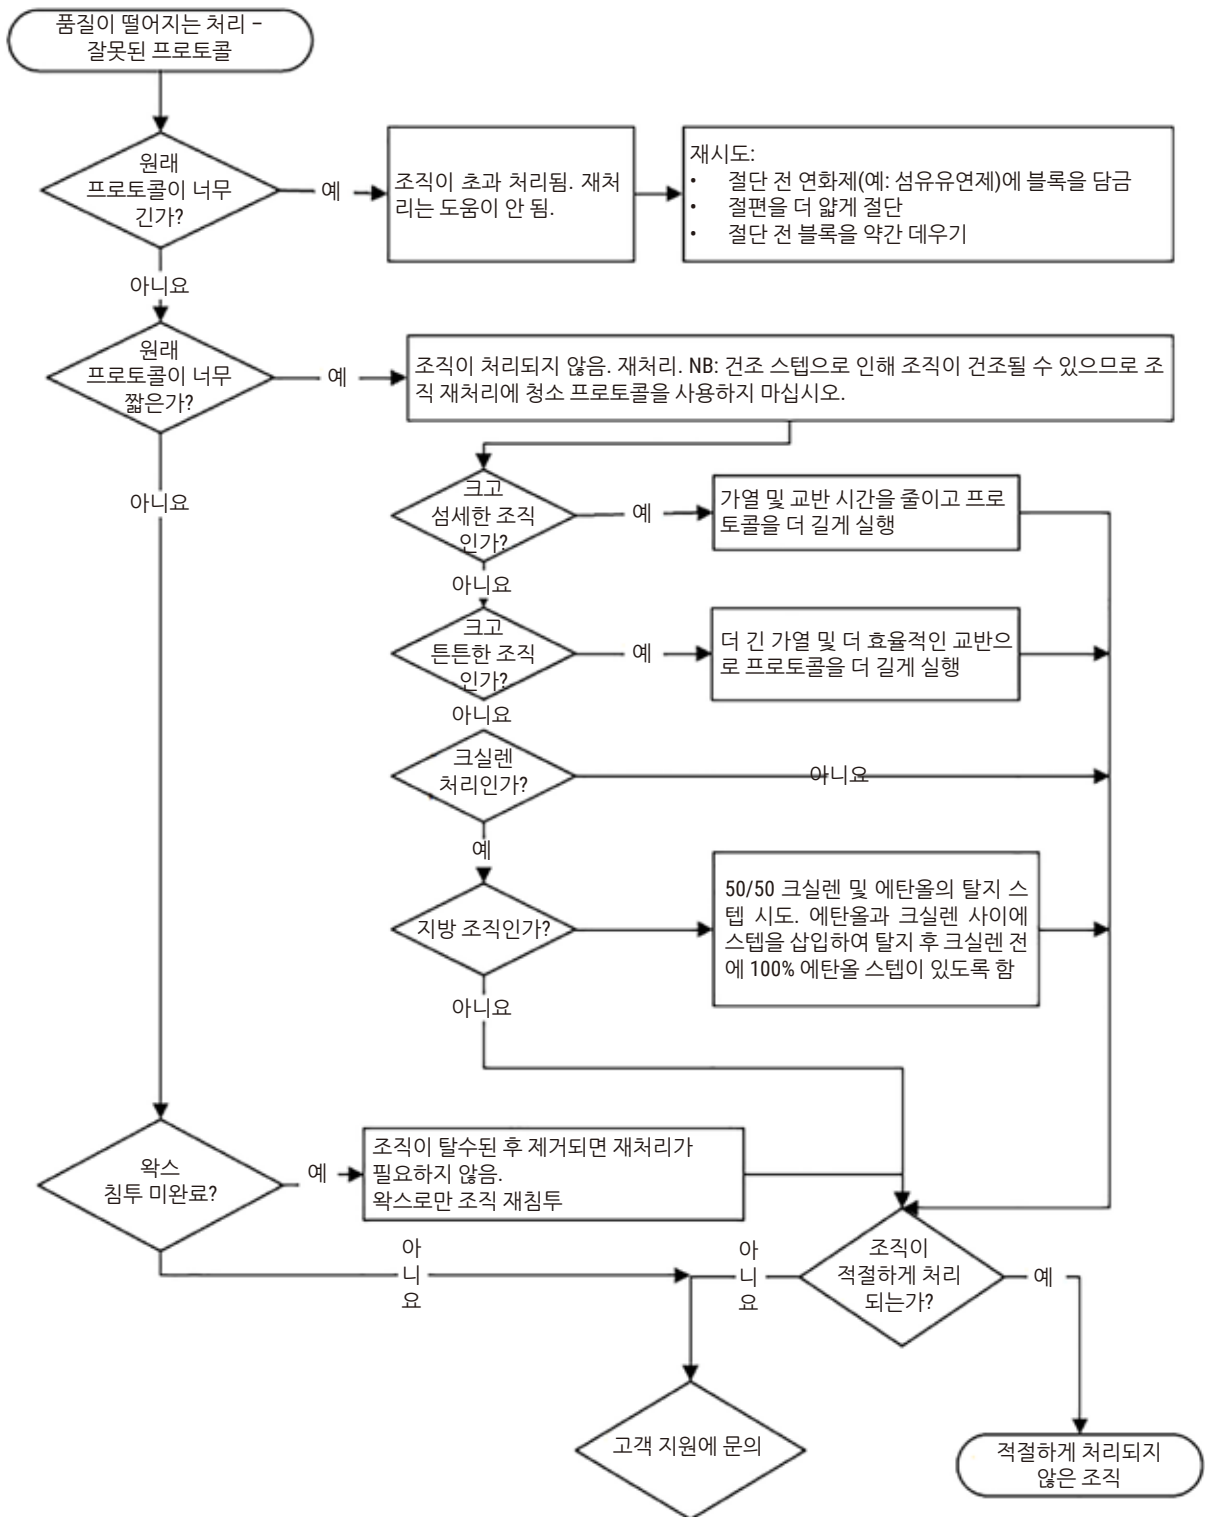 품질이 떨어지는 처리 –
잘못된 프로토콜
원래
프로토콜이 너무
긴가?
예
조직이 초과 처리됨. 재처
리는 도움이 안 됨.
재시도:
• 절단 전 연화제(예: 섬유유연제)에 블록을 담금
• 절편을 더 얇게 절단
• 절단 전 블록을 약간 데우기
아니요
원래
프로토콜이 너무
짧은가?
예
조직이 처리되지 않음. 재처리. NB: 건조 스텝으로 인해 조직이 건조될 수 있으므로 조
직 재처리에 청소 프로토콜을 사용하지 마십시오.
아니요
크고
섬세한 조직
인가?
예
가열 및 교반 시간을 줄이고 프로
토콜을 더 길게 실행
아니요
크고
튼튼한 조직
인가?
예
더 긴 가열 및 더 효율적인 교반으
로 프로토콜을 더 길게 실행
아니요
크실렌
처리인가?
아니요
예
지방 조직인가?
50/50 크실렌 및 에탄올의 탈지 스
텝 시도. 에탄올과 크실렌 사이에
스텝을 삽입하여 탈지 후 크실렌 전
에 100% 에탄올 스텝이 있도록 함
아니요
왁스
침투 미완료?
예
조직이 탈수된 후 제거되면 재처리가
필요하지 않음.
왁스로만 조직 재침투
아
니
요
아
니
요
조직이
적절하게 처리
되는가?
예
고객 지원에 문의
적절하게 처리되지
않은 조직